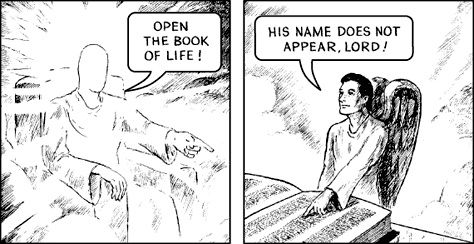 OPEN
THE BOOK
OF LIFE!
HIS NAME DOES NOT
APPEAR, LORD!